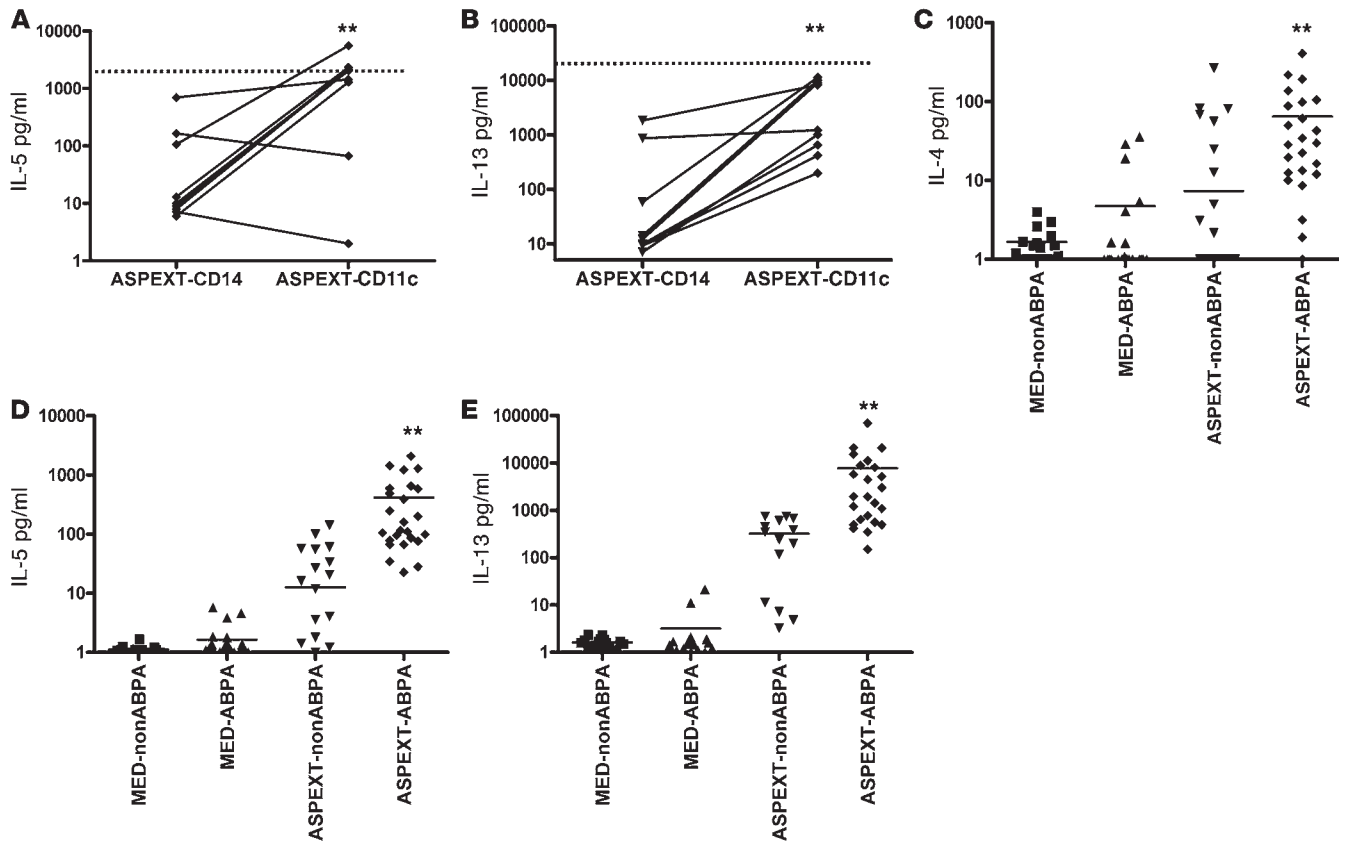 A
IL-5 pg/ml
10000
1000
100
10
1
**
ASPEXT-CD14
ASPEXT-CD11c
B
IL-13 pg/ml
100000
10000
1000
100
10
**
ASPEXT-CD14
ASPEXT-CD11c
C
IL-4 pg/ml
1000
100
10
1
**
MED-nonABPA
MED-ABPA
ASPEXT-nonABPA
ASPEXT-ABPA
D
IL-5 pg/ml
10000
1000
100
10
1
**
MED-nonABPA
MED-ABPA
ASPEXT-nonABPA
ASPEXT-ABPA
E
IL-13 pg/ml
100000
10000
1000
100
10
1
**
MED-nonABPA
MED-ABPA
ASPEXT-nonABPA
ASPEXT-ABPA